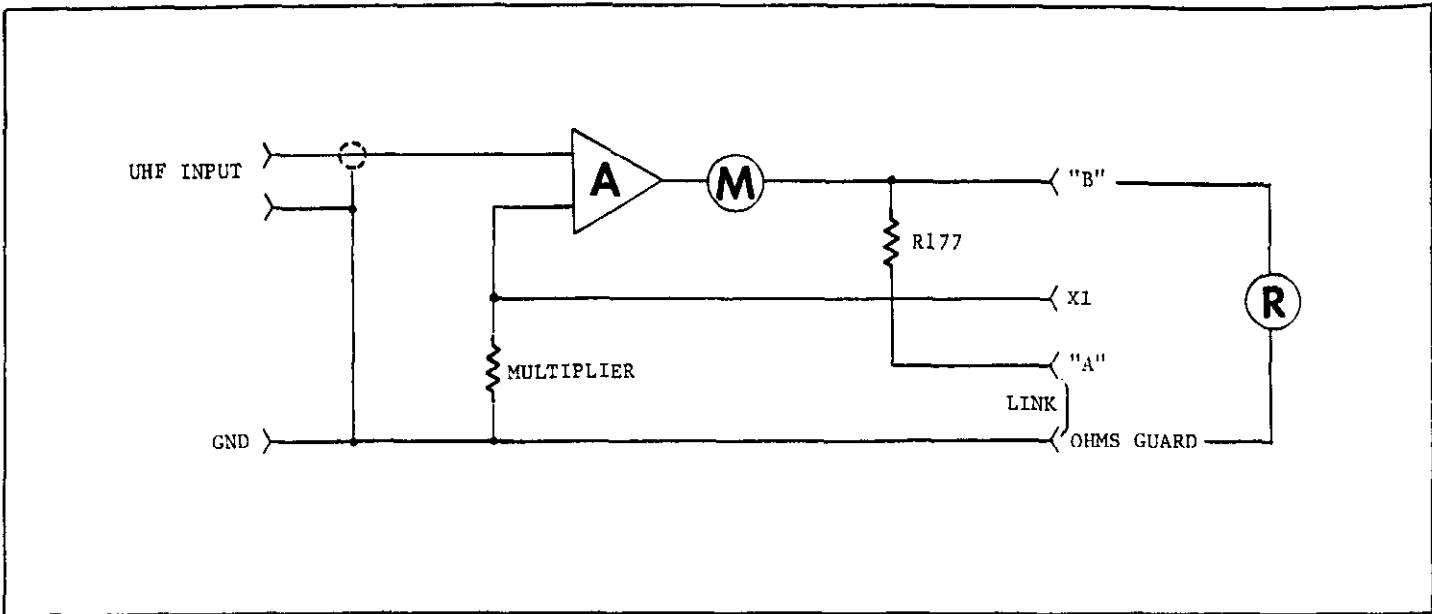 UHF INPUT
A
M
"B"
R177
X1
R
MULTIPLIER
"A"
LINK
GND
OHMS GUARD